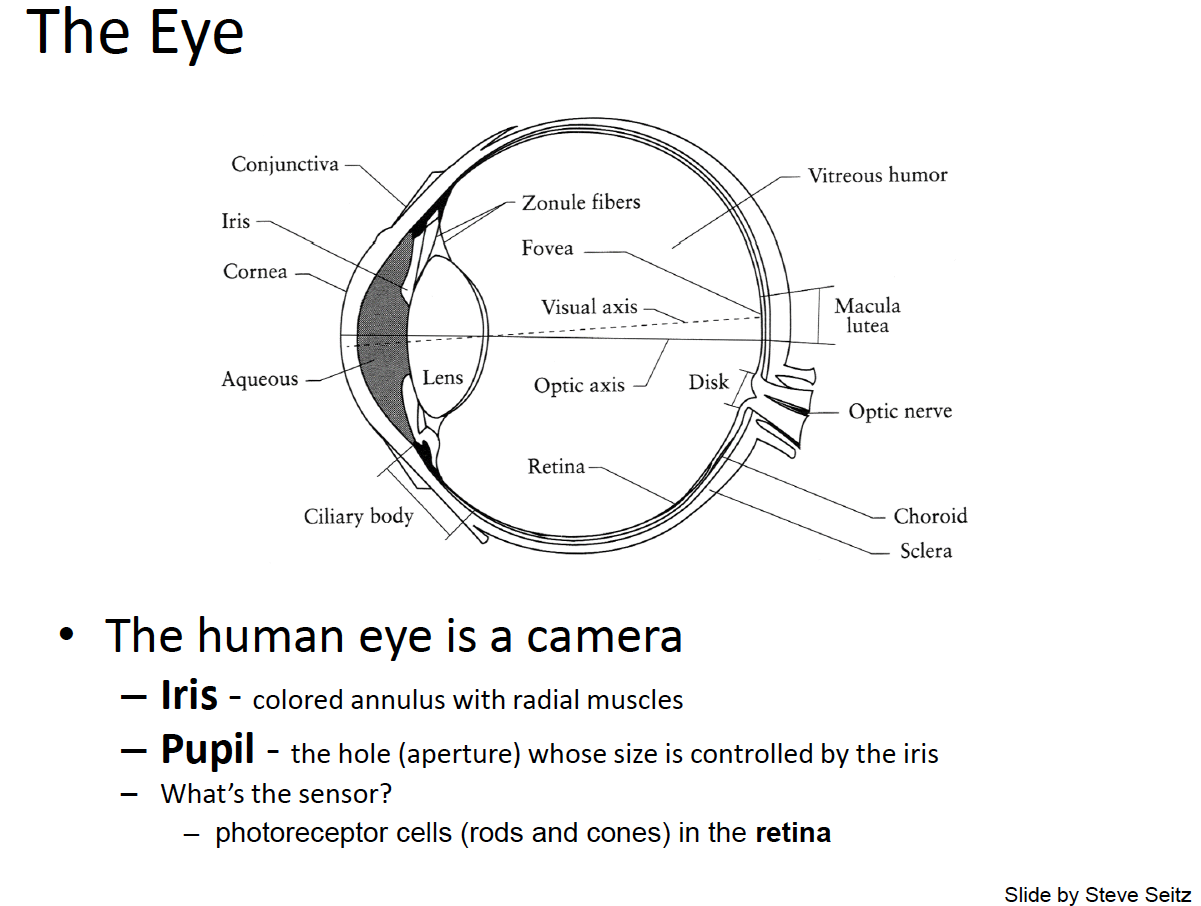 The Eye
Conjunctiva
Vitreous humor
Zonule fibers
Iris
Fovea
Cornea
Visual axis
Macula
lutea
Aqueous
Lens
Optic axis
Disk
Optic nerve
Retina
Ciliary body
Choroid
Sclera
• The human eye is a camera
– Iris - colored annulus with radial muscles
– Pupil - the hole (aperture) whose size is controlled by the iris
– What’s the sensor?
– photoreceptor cells (rods and cones) in the retina
Slide by Steve Seitz